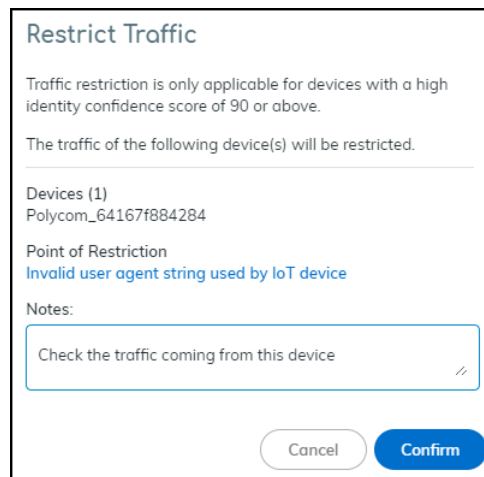 Restrict Traffic
Traffic restriction is only applicable for devices with a high
identity confidence score of 90 or above.
The traffic of the following device(s) will be restricted.
Devices (1)
Polycom_64167f884284
Point of Restriction
Invalid user agent string used by IoT device
Notes:
Check the traffic coming from this device
Cancel
Confirm